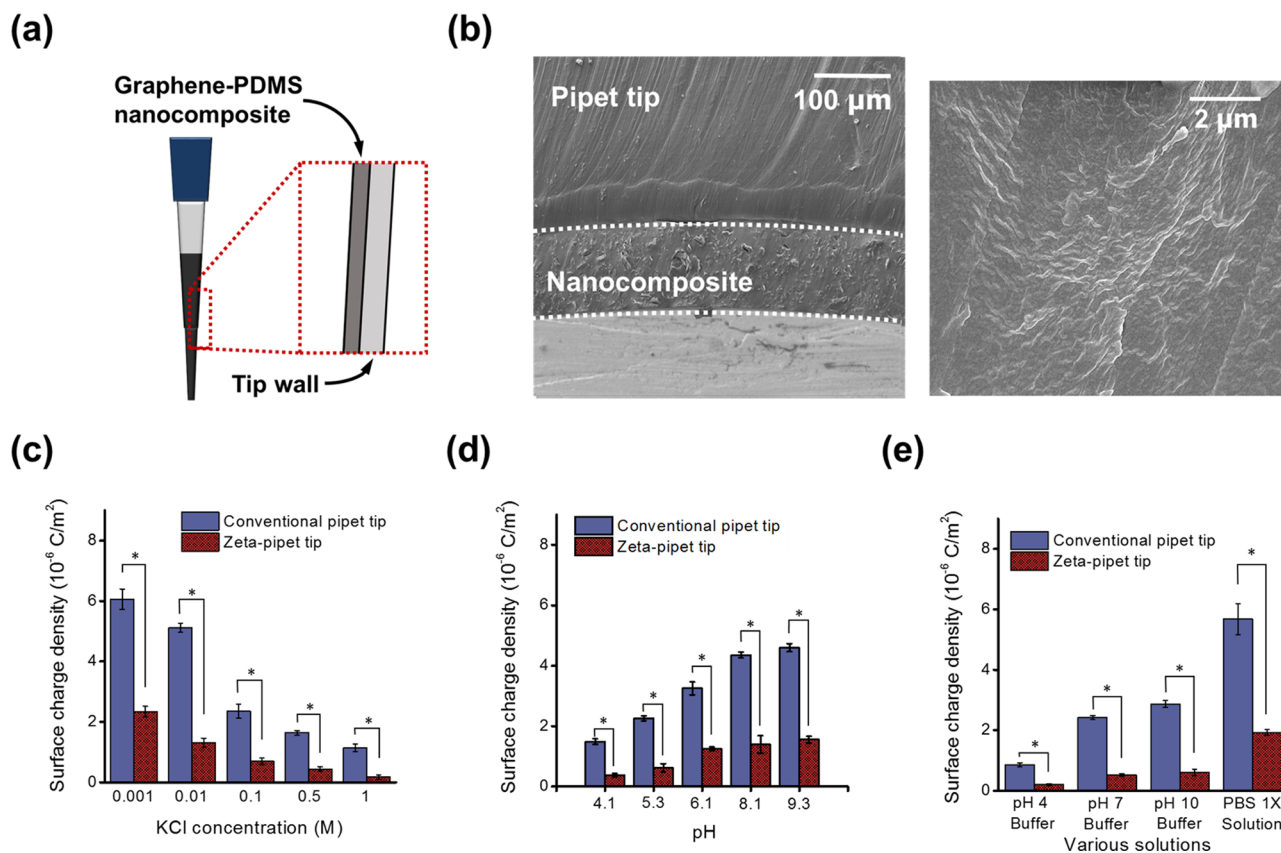 (a)
Graphene-PDMS
nanocomposite
Tip wall
(b)
Pipet tip
100 μm
Nanocomposite
2 μm
(c)
Surface charge density (10⁻⁶ C/m²)
8
6
4
2
0
Conventional pipet tip
Zeta-pipet tip
*
*
*
*
*
0.001 0.01 0.1 0.5 1
KCl concentration (M)
(d)
Surface charge density (10⁻⁶ C/m²)
8
6
4
2
0
Conventional pipet tip
Zeta-pipet tip
*
*
*
*
*
4.1 5.3 6.1 8.1 9.3
pH
(e)
Surface charge density (10⁻⁶ C/m²)
8
6
4
2
0
Conventional pipet tip
Zeta-pipet tip
*
*
*
*
pH 4 pH 7 pH 10 PBS 1X
Buffer Buffer Buffer Solution
Various solutions